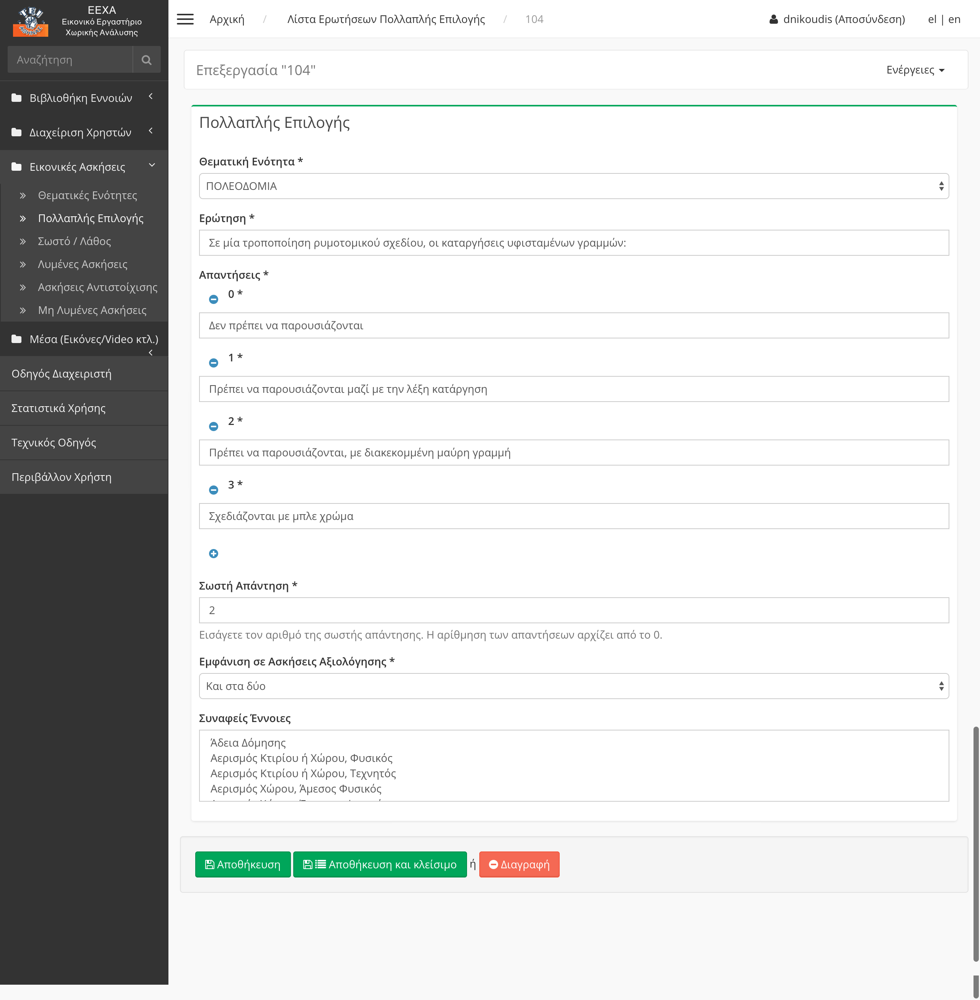 ΤΕΙ
ΑΘΗΝΑΣ
ΕΕΧΑ
Εικονικό Εργαστήριο
Χωρικής Ανάλυσης
Αναζήτηση
Βιβλιοθήκη Εννοιών
Διαχείριση Χρηστών
Εικονικές Ασκήσεις
Θεματικές Ενότητες
Πολλαπλής Επιλογής
Σωστό / Λάθος
Λυμένες Ασκήσεις
Ασκήσεις Αντιστοίχισης
Μη Λυμένες Ασκήσεις
Μέσα (Εικόνες/Video κτλ.)
Οδηγός Διαχειριστή
Στατιστικά Χρήσης
Τεχνικός Οδηγός
Περιβάλλον Χρήστη
Αρχική / Λίστα Ερωτήσεων Πολλαπλής Επιλογής / 104
dnikoudis (Αποσύνδεση) el | en
Επεξεργασία "104"
Ενέργειες
Πολλαπλής Επιλογής
Θεματική Ενότητα *
ΠΟΛΕΟΔΟΜΙΑ
Ερώτηση *
Σε μία τροποποίηση ρυμοτομικού σχεδίου, οι καταργήσεις υφισταμένων γραμμών:
Απαντήσεις *
0 *
Δεν πρέπει να παρουσιάζονται
1 *
Πρέπει να παρουσιάζονται μαζί με την λέξη κατάργηση
2 *
Πρέπει να παρουσιάζονται, με διακεκομμένη μαύρη γραμμή
3 *
Σχεδιάζονται με μπλε χρώμα
Σωστή Απάντηση *
2
Εισάγετε τον αριθμό της σωστής απάντησης. Η αρίθμηση των απαντήσεων αρχίζει από το 0.
Εμφάνιση σε Ασκήσεις Αξιολόγησης *
Και στα δύο
Συναφείς Έννοιες
Άδεια Δόμησης
Αερισμός Κτιρίου ή Χώρου, Φυσικός
Αερισμός Κτιρίου ή Χώρου, Τεχνητός
Αερισμός Χώρου, Άμεσος Φυσικός
Αποθήκευση
Αποθήκευση και κλείσιμο
ή
Διαγραφή